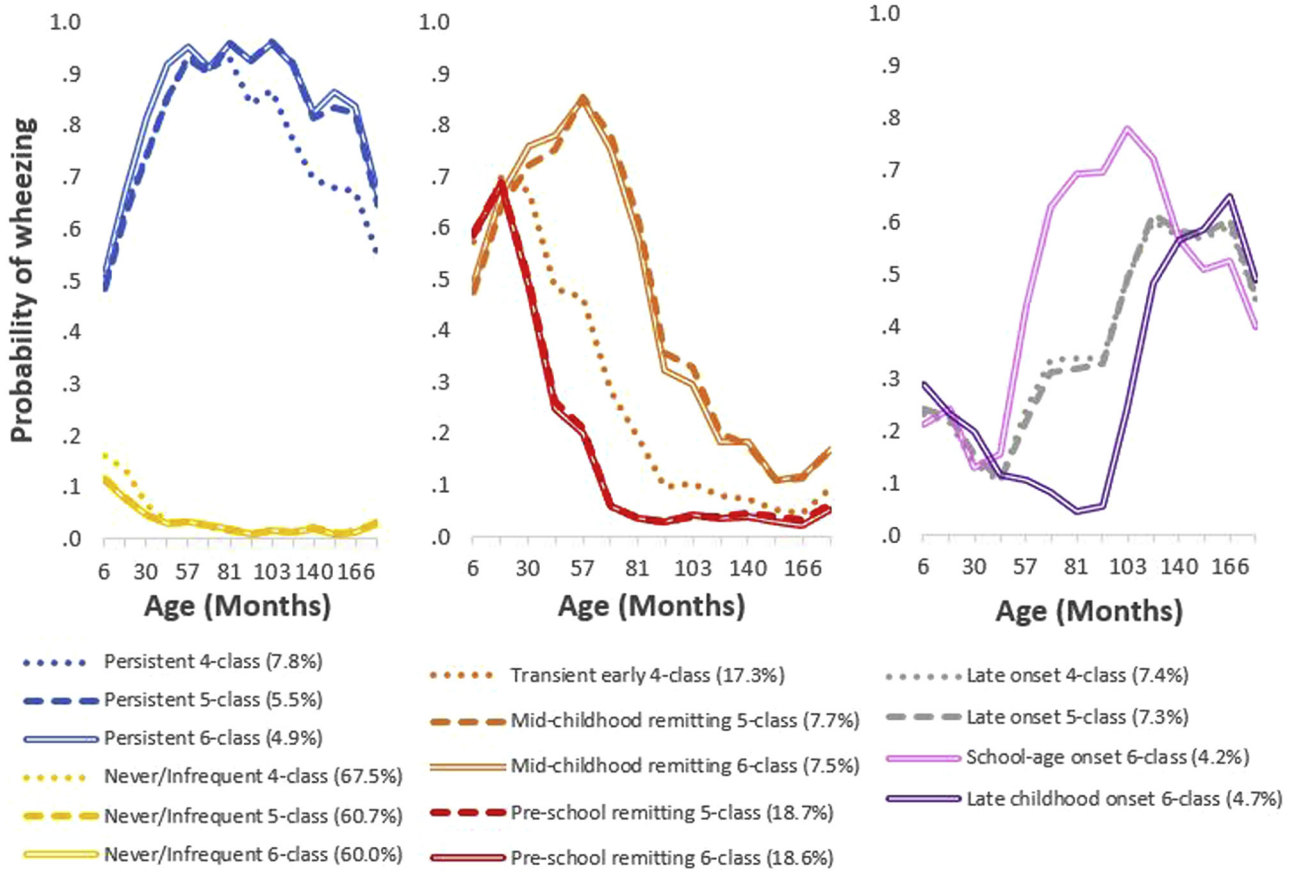 1.0
.9
.8
.7
.6
.5
.4
.3
.2
.1
.0
Probability of wheezing
6 30 57 81 103 140 166
Age (Months)
1.0
.9
.8
.7
.6
.5
.4
.3
.2
.1
.0
6 30 57 81 103 140 166
Age (Months)
1.0
.9
.8
.7
.6
.5
.4
.3
.2
.1
.0
6 30 57 81 103 140 166
Age (Months)
Persistent 4-class (7.8%)
Persistent 5-class (5.5%)
Persistent 6-class (4.9%)
Never/Infrequent 4-class (67.5%)
Never/Infrequent 5-class (60.7%)
Never/Infrequent 6-class (60.0%)
Transient early 4-class (17.3%)
Mid-childhood remitting 5-class (7.7%)
Mid-childhood remitting 6-class (7.5%)
Pre-school remitting 5-class (18.7%)
Pre-school remitting 6-class (18.6%)
Late onset 4-class (7.4%)
Late onset 5-class (7.3%)
School-age onset 6-class (4.2%)
Late childhood onset 6-class (4.7%)